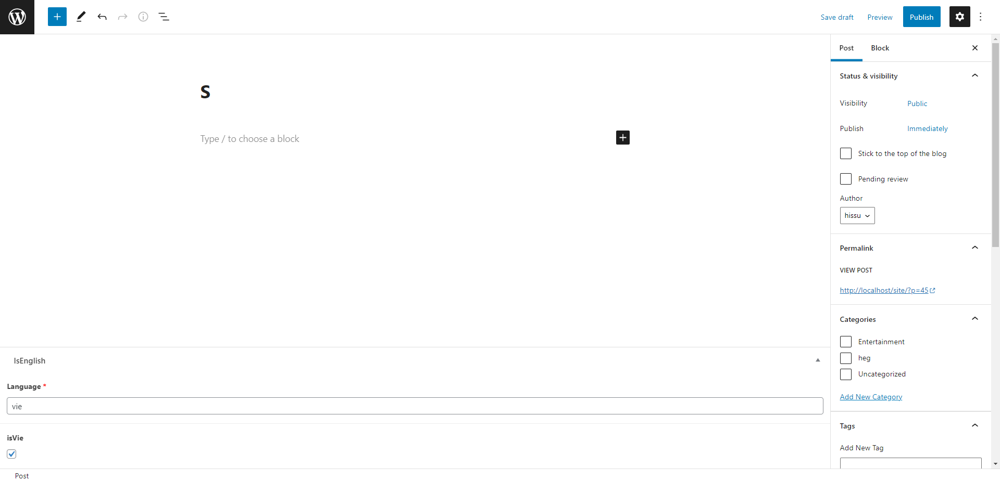 Save draft Preview Publish
Post Block
Status & visibility
S
Visibility Public
Publish Immediately
Type / to choose a block
Stick to the top of the blog
Pending review
Author
hissu
Permalink
VIEW POST
http://localhost/site/?p=45
Categories
Entertainment
heg
Uncategorized
Add New Category
IsEnglish
Language *
vie
isVie
Tags
Add New Tag
Post